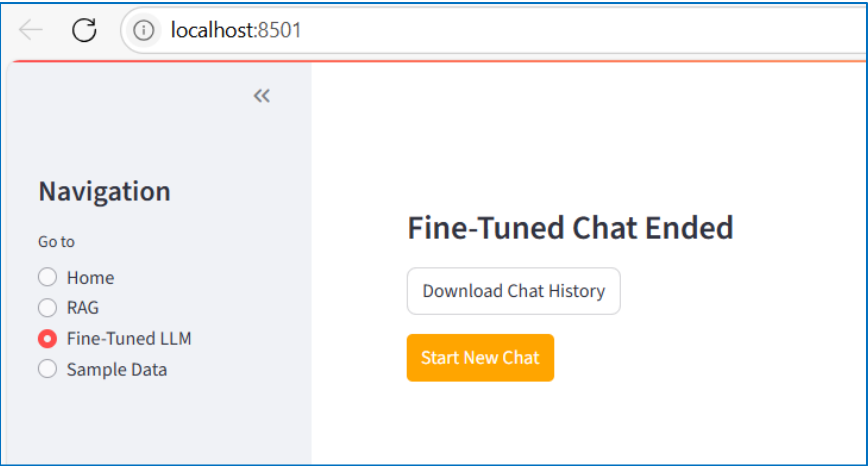 localhost:8501
Navigation
Go to
Home
RAG
Fine-Tuned LLM
Sample Data
Fine-Tuned Chat Ended
Download Chat History
Start New Chat